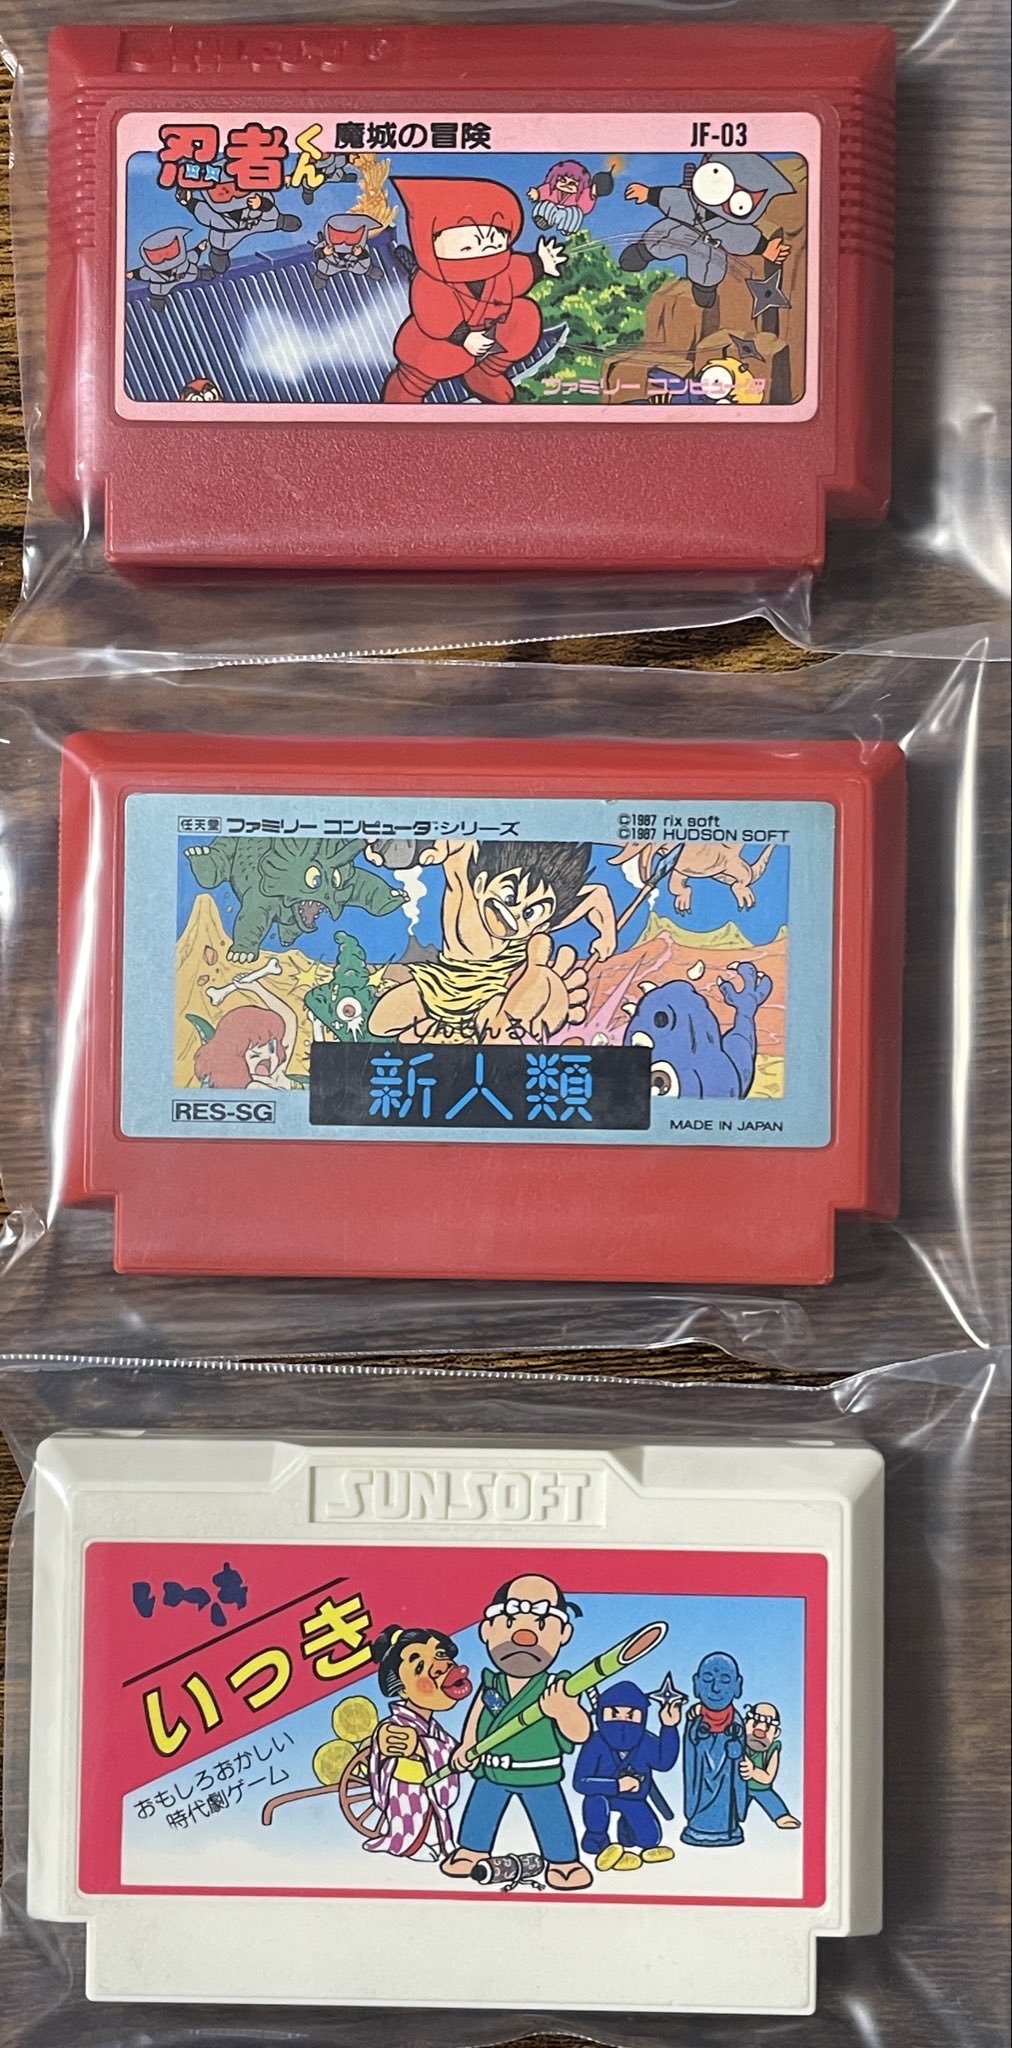 JALECO
忍者くん 魔城の冒険 JF-03
ファミリー コンピュータ
任天堂 ファミリー コンピュータ・シリーズ
©1987 rix soft
©1987 HUDSON SOFT
しんじんるい
新人類
RES-SG
MADE IN JAPAN
SUNSOFT
いっき
いっき
おもしろおかしい
時代劇ゲーム